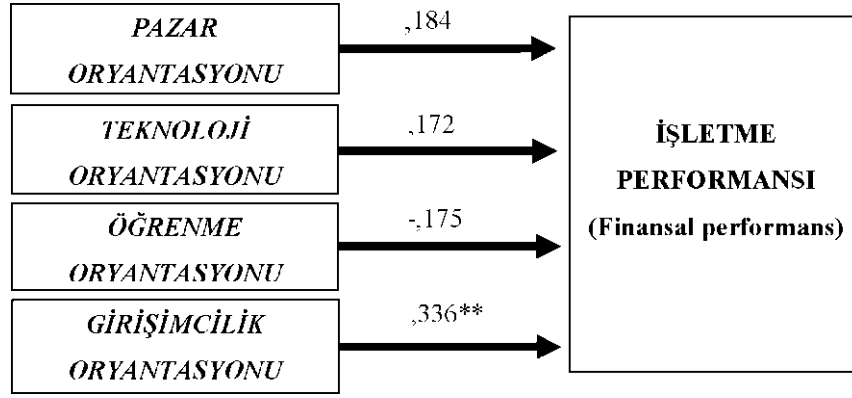 PAZAR
ORYANTASYONU
,184
TEKNOLOJİ
ORYANTASYONU
,172
ÖĞRENME
ORYANTASYONU
-,175
GİRİŞİMCİLİK
ORYANTASYONU
,336**
İŞLETME
PERFORMANSI
(Finansal performans)